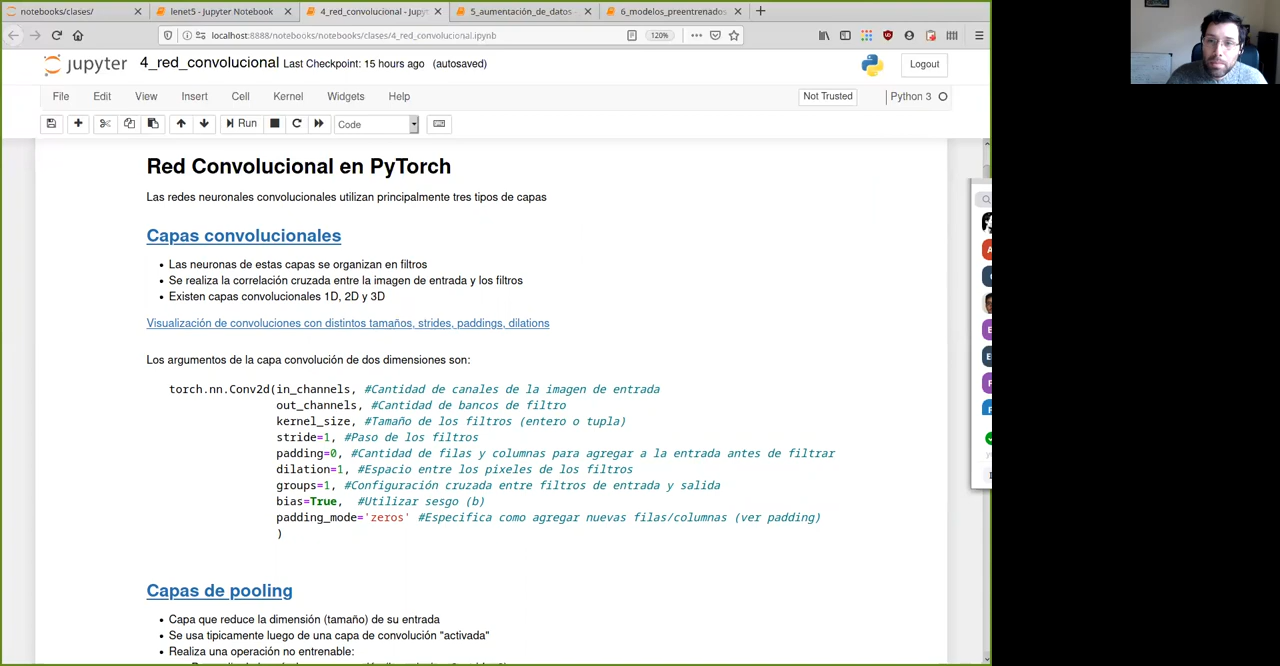 notebooks/clases/
lenet5 - Jupyter Notebook
4_red_convolucional - Jupyt
5_aumentación_de_datos -
6_modelos_preentrenados
localhost:8888/notebooks/notebooks/clases/4_red_convolucional.ipynb
120%
jupyter
4_red_convolucional Last Checkpoint: 15 hours ago (autosaved)
Logout
File Edit View Insert Cell Kernel Widgets Help
Not Trusted
Python 3
Run
Code
Red Convolucional en PyTorch
Las redes neuronales convolucionales utilizan principalmente tres tipos de capas
Capas convolucionales
• Las neuronas de estas capas se organizan en filtros
• Se realiza la correlación cruzada entre la imagen de entrada y los filtros
• Existen capas convolucionales 1D, 2D y 3D
Visualización de convoluciones con distintos tamaños, strides, paddings, dilations
Los argumentos de la capa convolución de dos dimensiones son:
torch.nn.Conv2d(in_channels, #Cantidad de canales de la imagen de entrada
out_channels, #Cantidad de bancos de filtro
kernel_size, #Tamaño de los filtros (entero o tupla)
stride=1, #Paso de los filtros
padding=0, #Cantidad de filas y columnas para agregar a la entrada antes de filtrar
dilation=1, #Espacio entre los pixeles de los filtros
groups=1, #Configuración cruzada entre filtros de entrada y salida
bias=True, #Utilizar sesgo (b)
padding_mode='zeros' #Especifica como agregar nuevas filas/columnas (ver padding)
)
Capas de pooling
• Capa que reduce la dimensión (tamaño) de su entrada
• Se usa tipicamente luego de una capa de convolución "activada"
• Realiza una operación no entrenable: